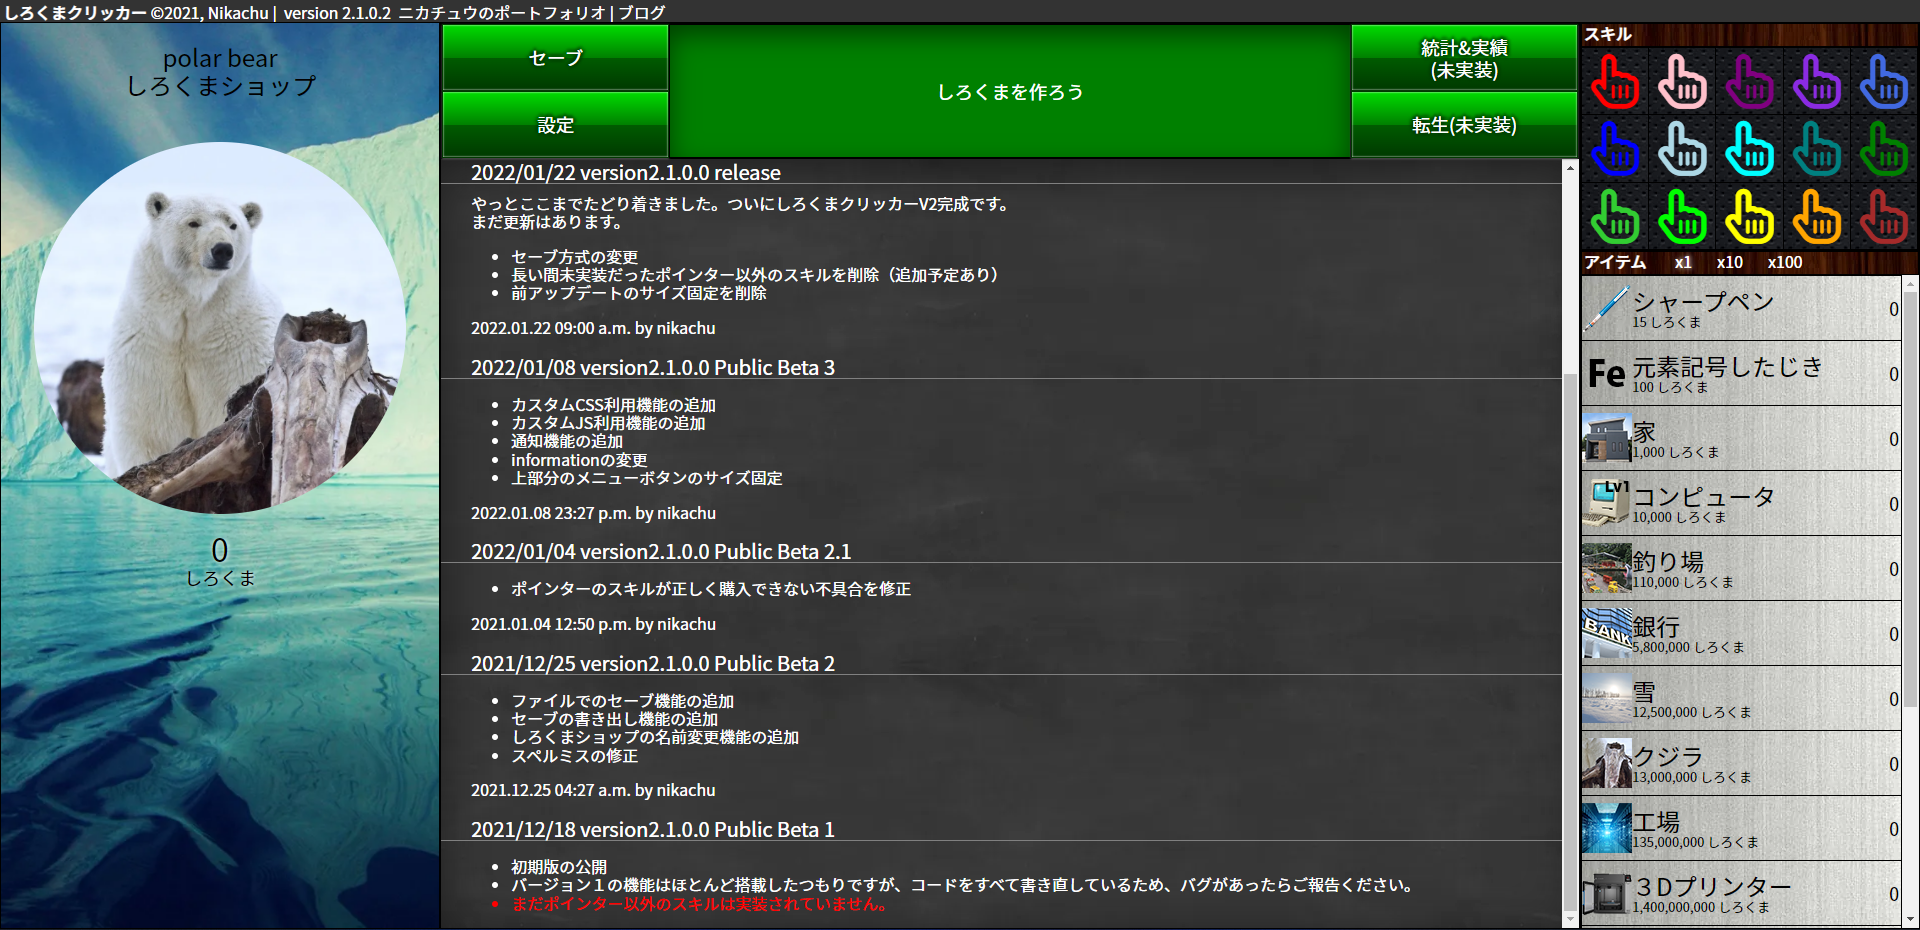 しろくまクリッカー ©2021, Nikachu | version 2.1.0.2 ニカチュウのポートフォリオ | ブログ
polar bear
しろくまショップ
0
しろくま
セーブ
設定
しろくまを作ろう
統計&実績
(未実装)
転生(未実装)
2022/01/22 version2.1.0.0 release
やっとここまでたどり着きました。ついにしろくまクリッカーV2完成です。
まだ更新はあります。
• セーブ方式の変更
• 長い間未実装だったポインター以外のスキルを削除（追加予定あり）
• 前アップデートのサイズ固定を削除
2022.01.22 09:00 a.m. by nikachu
2022/01/08 version2.1.0.0 Public Beta 3
• カスタムCSS利用機能の追加
• カスタムJS利用機能の追加
• 通知機能の追加
• informationの変更
• 上部分のメニューボタンのサイズ固定
2022.01.08 23:27 p.m. by nikachu
2022/01/04 version2.1.0.0 Public Beta 2.1
• ポインターのスキルが正しく購入できない不具合を修正
2021.01.04 12:50 p.m. by nikachu
2021/12/25 version2.1.0.0 Public Beta 2
• ファイルでのセーブ機能の追加
• セーブの書き出し機能の追加
• しろくまショップの名前変更機能の追加
• スペルミスの修正
2021.12.25 04:27 a.m. by nikachu
2021/12/18 version2.1.0.0 Public Beta 1
• 初期版の公開
• バージョン１の機能はほとんど搭載したつもりですが、コードをすべて書き直しているため、バグがあったらご報告ください。
• まだポインター以外のスキルは実装されていません。
スキル
アイテム x1 x10 x100
シャープペン 0
15 しろくま
Fe 元素記号したじき 0
100 しろくま
家 0
1,000 しろくま
Lv1 コンピュータ 0
10,000 しろくま
釣り場 0
110,000 しろくま
BANK 銀行 0
5,800,000 しろくま
雪 0
12,500,000 しろくま
クジラ 0
13,000,000 しろくま
工場 0
135,000,000 しろくま
３Dプリンター 0
1,400,000,000 しろくま